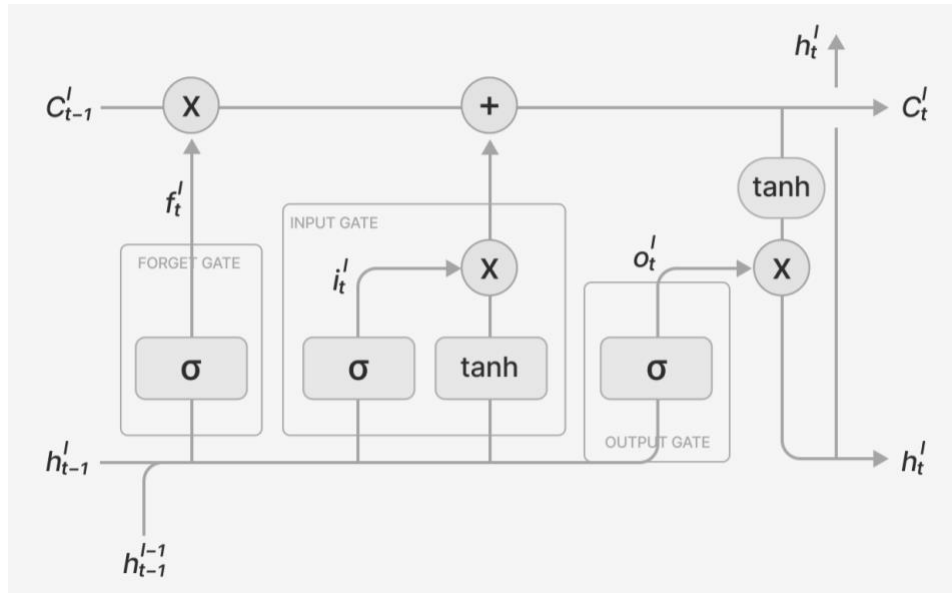 h_t^l
C_{t-1}^l
x
+
C_t^l
f_t^l
tanh
INPUT GATE
FORGET GATE
i_t^l
x
o_t^l
x
σ
σ
tanh
σ
OUTPUT GATE
h_{t-1}^l
h_t^l
h_{t-1}^{l-1}